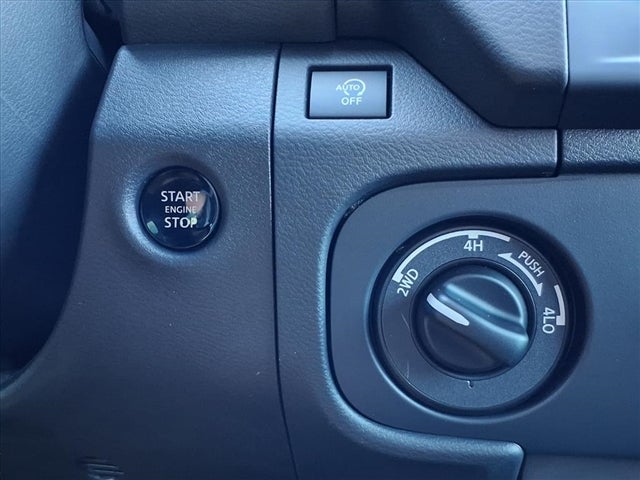 AUTO
OFF
START
ENGINE
STOP
2WD
4H
PUSH
4LO